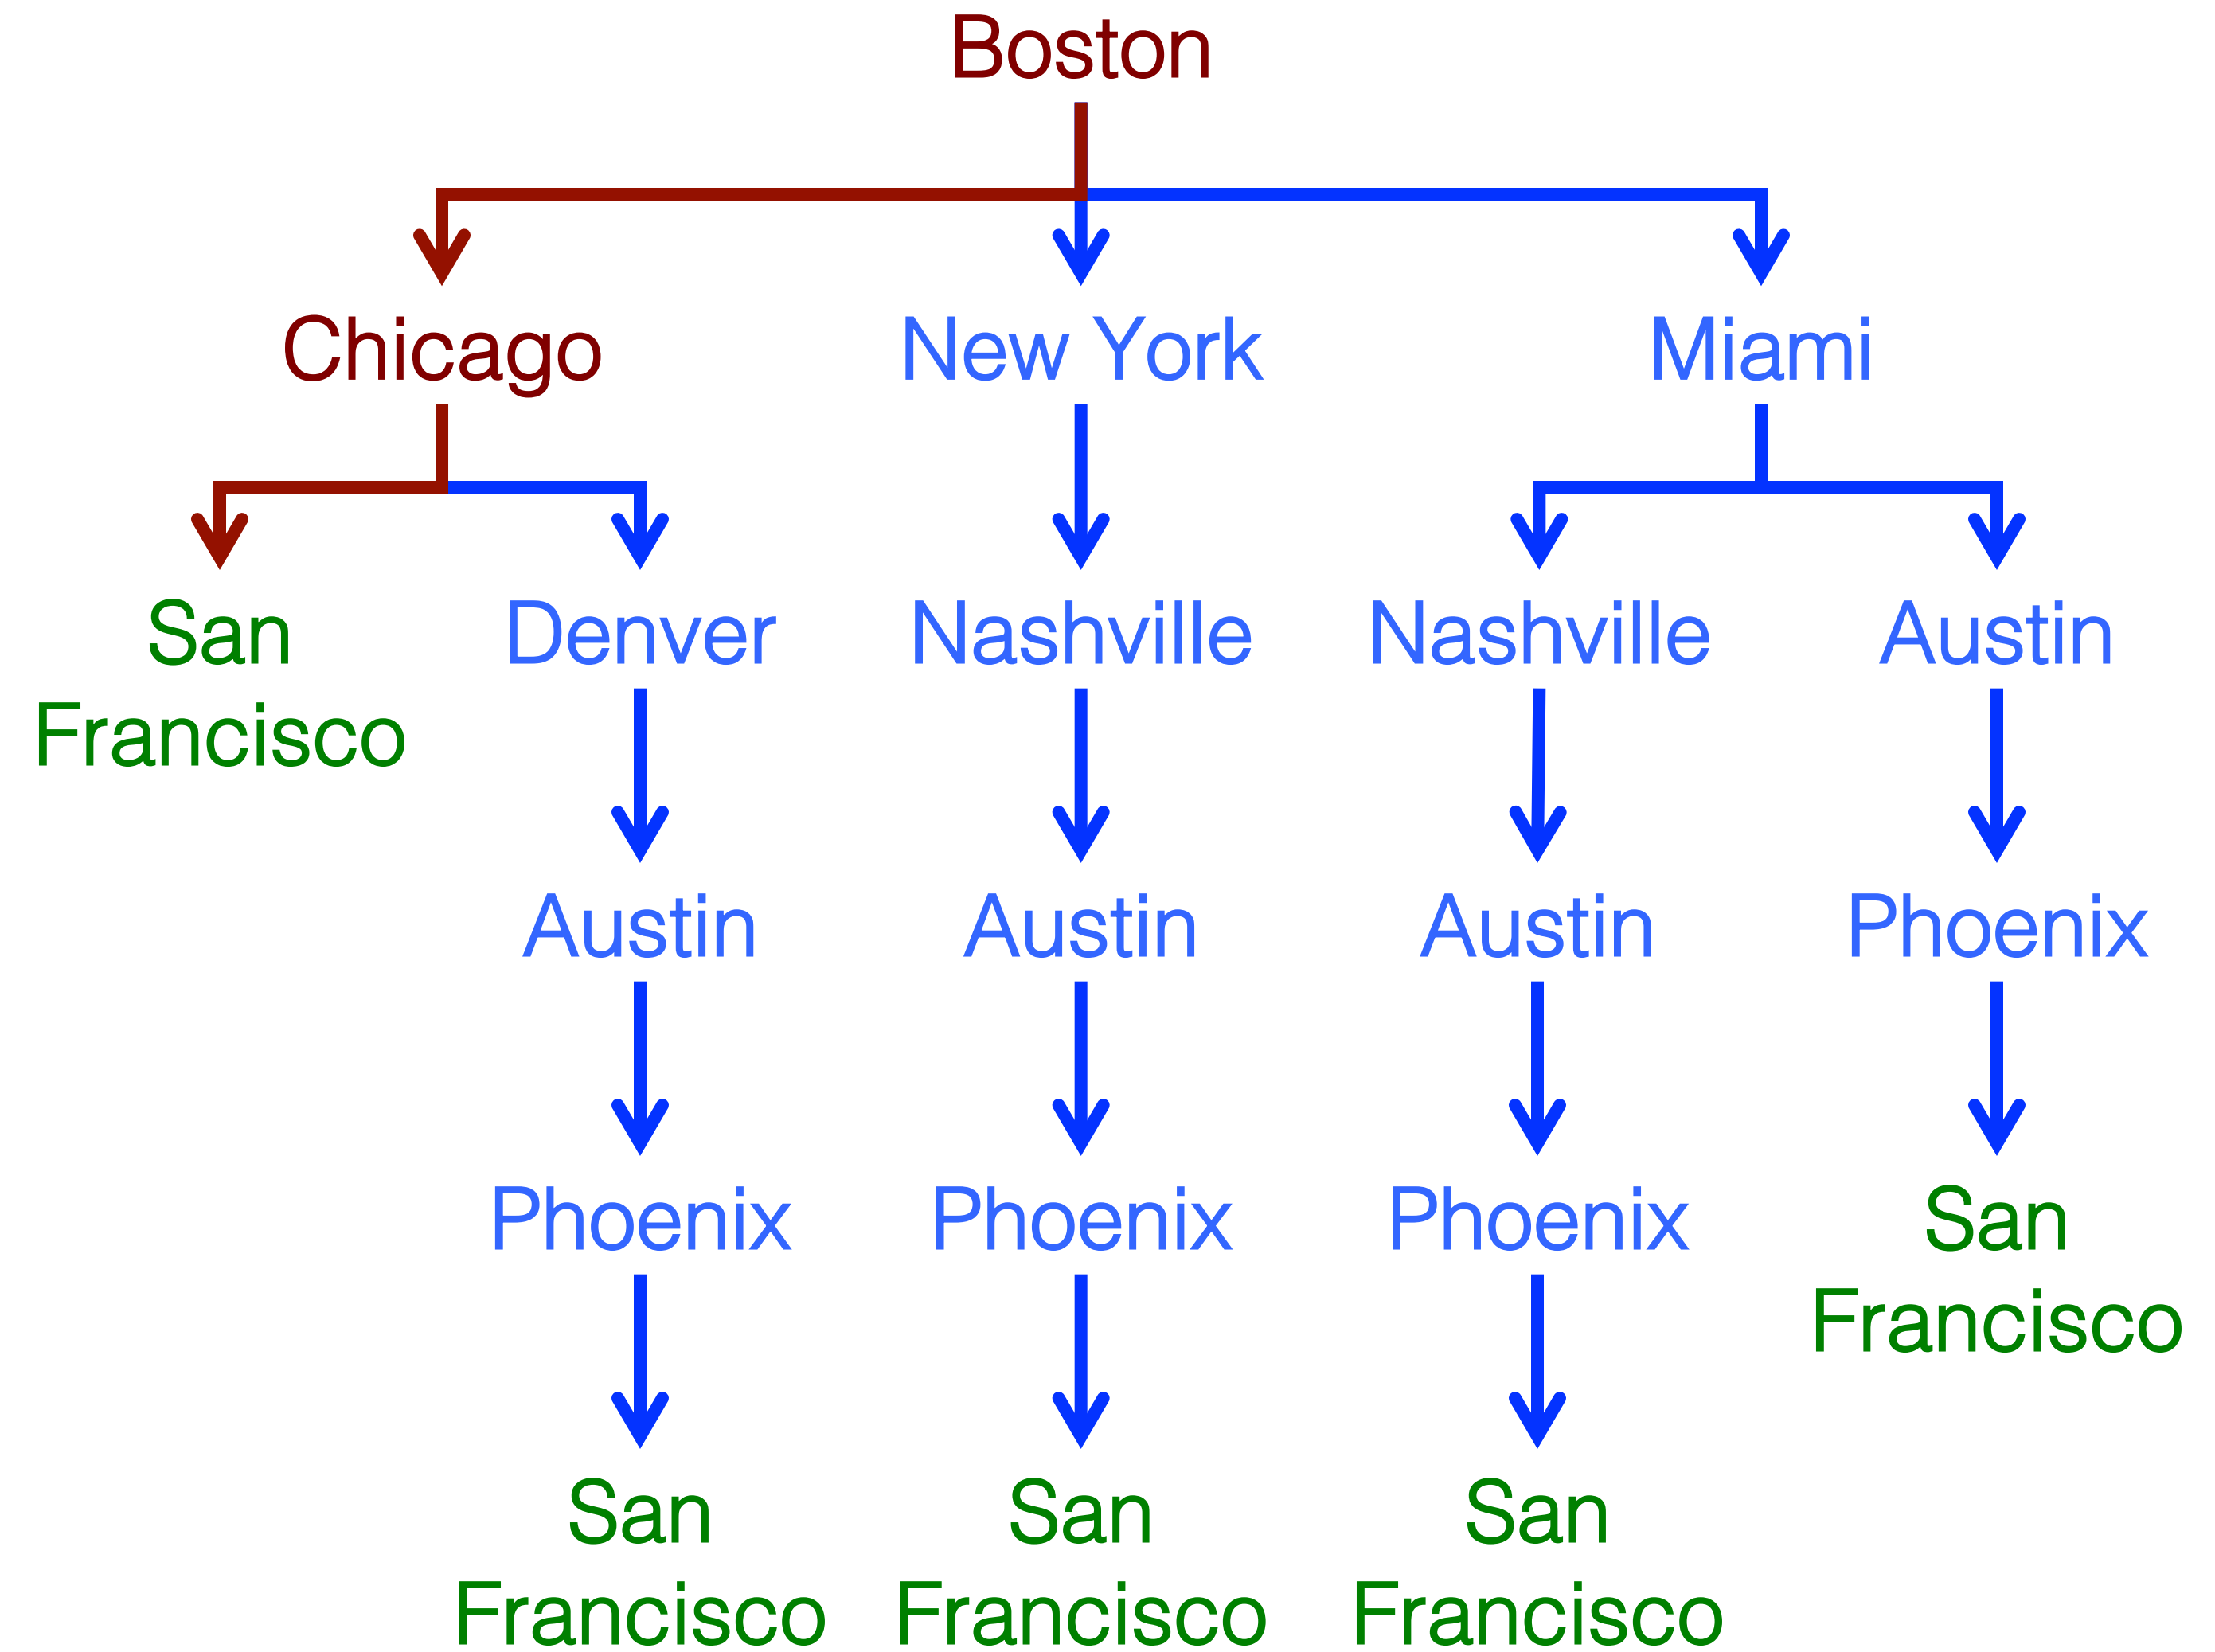 Boston
Chicago
New York
Miami
San
Francisco
Denver
Nashville
Nashville
Austin
Austin
Austin
Austin
Phoenix
Phoenix
Phoenix
Phoenix
San
Francisco
San
Francisco
San
Francisco
San
Francisco